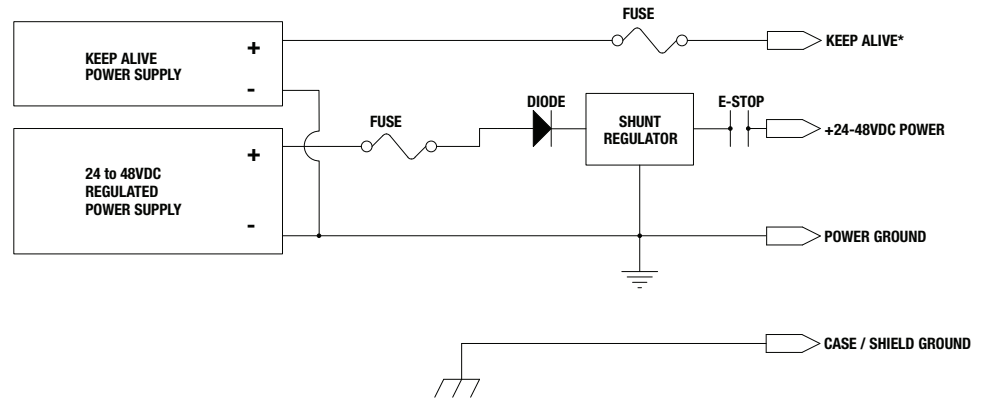 FUSE
KEEP ALIVE
POWER SUPPLY
+
-
KEEP ALIVE*
FUSE
DIODE
SHUNT
REGULATOR
E-STOP
+24-48VDC POWER
24 to 48VDC
REGULATED
POWER SUPPLY
+
-
POWER GROUND
CASE / SHIELD GROUND